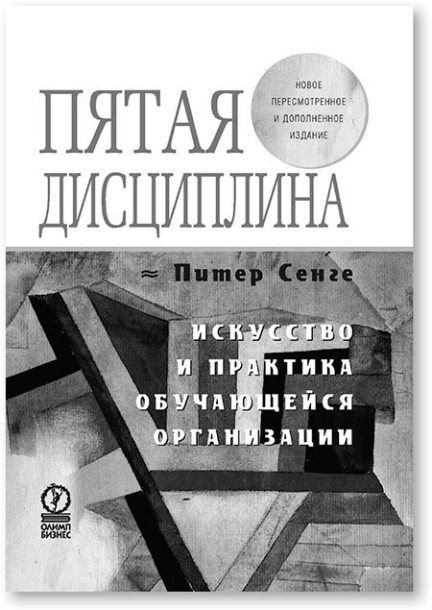 НОВОЕ
ПЕРЕСМОТРЕННОЕ
И ДОПОЛНЕННОЕ
ИЗДАНИЕ
ПЯТАЯ
ДИСЦИПЛИНА
≈ Питер Сенге
ИСКУССТВО
И ПРАКТИКА
ОБУЧАЮЩЕЙСЯ
ОРГАНИЗАЦИИ
ОЛИМП
БИЗНЕС